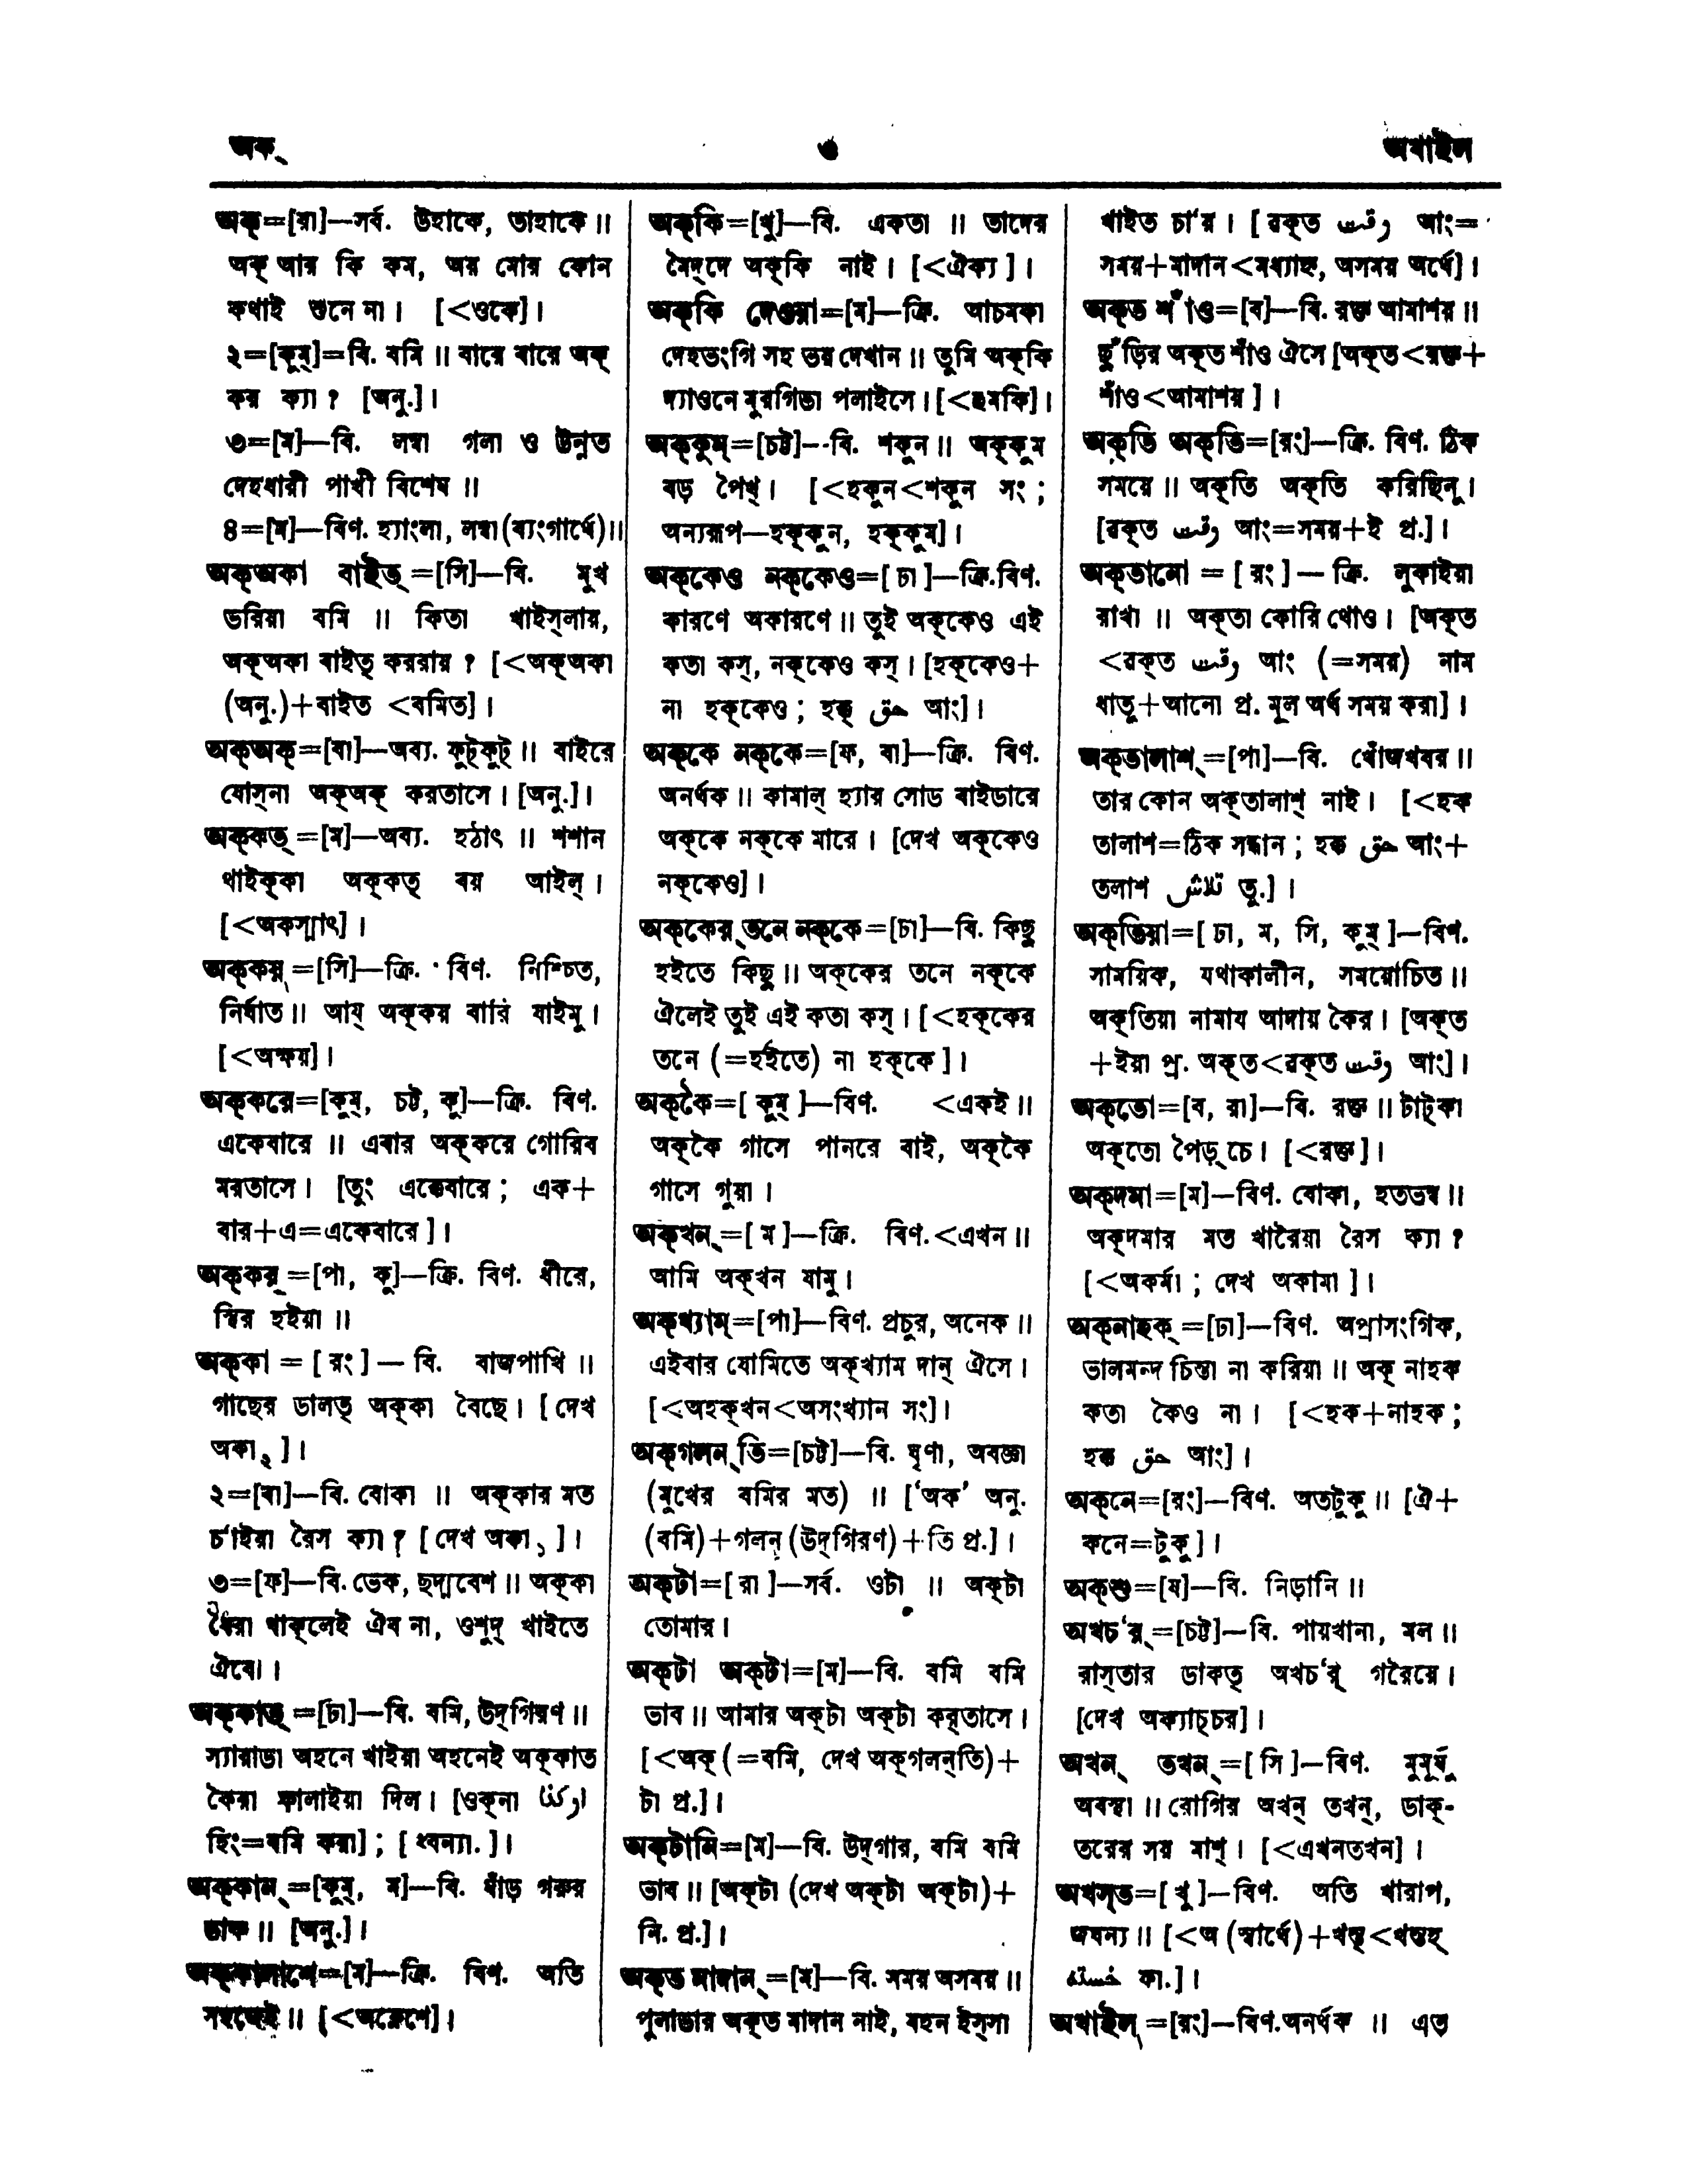 অক্
৩
অখাইল
অক্=[রা]—সর্ব. উহাকে, তাহাকে॥
অক্ আর কি কম, অয় মোর কোন
কথাই শুনে না। [<ওকে]।
২=[কুম্]=বি. বমি॥ বারে বারে অক্
কর ক্যা? [অনু.]।
৩=[ম]—বি. লম্বা গলা ও উন্নত
দেহধারী পাখী বিশেষ॥
৪=[ম]—বিণ. হ্যাংলা, লম্বা (ব্যংগার্থে)॥
অক্অকা বাইত্=[সি]—বি. মুখ
ভরিয়া বমি॥ কিতা খাইস্লায়,
অক্অকা বাইত্ কররায়? [<অক্অকা
(অনু.)+বাইত <বমিত]।
অক্অক্=[বা]—অব্য. ফুট্ফুট্॥ বাইরে
যোস্না অক্অক্ করতাসে। [অনু.]।
অক্কত্=[ম]—অব্য. হঠাৎ॥ শশান
থাইক্কা অক্কত্ বয় আইল্।
[<অকস্মাৎ]।
অক্কয়্=[সি]—ক্রি. বিণ. নিশ্চিত,
নির্ঘাত॥ আয্ অক্কয় বারি যাইমু।
[<অক্ষয়]।
অক্করে=[কুম্, চট্ট, কু]—ক্রি. বিণ.
একেবারে॥ এবার অক্করে গোরিব
মরতাসে। [তুং একেবারে; এক+
বার+এ=একেবারে]।
অক্কর্=[পা, কু]—ক্রি. বিণ. ধীরে,
স্থির হইয়া॥
অক্কা=[রং]—বি. বাজপাখি॥
গাছের ডালত্ অক্কা বৈছে। [দেখ
অকা২]।
২=[বা]—বি. বোকা॥ অক্কার মত
চ'াইয়া রৈস ক্যা? [দেখ অকা১]।
৩=[ফ]—বি. ভেক, ছদ্মবেশ॥ অক্কা
ধৈরা থাক্লেই ঐব না, ওশুদ্ খাইতে
ঐবো।
অক্কাত্=[ঢা]—বি. বমি, উদ্গিরণ॥
স্যারাডা অহনে খাইয়া অহনেই অক্কাত
কৈরা ফালাইয়া দিল। [ওক্না اوکنا
হিং=বমি করা]; [ধ্বন্যা.]।
অক্কান্=[কুম্, ম]—বি. ষাঁড় গরুর
ডাক॥ [অনু.]।
অক্কালাশে=[ম]—ক্রি. বিণ. অতি
সহজেই॥ [<অক্লেশে]।
অক্কি=[খু]—বি. একতা॥ তাদের
মৈদ্দে অক্কি নাই। [<ঐক্য]।
অক্কি দেওয়া=[ম]—ক্রি. আচমকা
দেহভংগি সহ ভয় দেখান॥ তুমি অক্কি
দ্যাওনে মুরগিডা পলাইসে। [<হুমকি]।
অক্কুম্=[চট্ট]—বি. শকুন॥ অক্কুম
বড় পৈখ্। [<হকুন<শকুন সং;
অন্যরূপ—হক্কুন, হক্কুম]।
অক্কেও নক্কেও=[ঢা]—ক্রি.বিণ.
কারণে অকারণে॥ তুই অক্কেও এই
কতা কস্, নক্কেও কস্। [হক্কেও+
না হক্কেও; হক্ক حق আং]।
অক্কে নক্কে=[ফ, বা]—ক্রি. বিণ.
অনর্থক॥ কামাল্ হ্যার সোড বাইডারে
অক্কে নক্কে মারে। [দেখ অক্কেও
নক্কেও]।
অক্কের্ তনে নক্কে=[ঢা]—বি. কিছু
হইতে কিছু॥ অক্কের তনে নক্কে
ঐলেই তুই এই কতা কস্। [<হক্কের
তনে (=হইতে) না হক্কে]।
অক্কৈ=[কুম্]—বিণ. <একই॥
অক্কৈ গাসে পানরে বাই, অক্কৈ
গাসে গুয়া।
অক্খন্=[ম]—ক্রি. বিণ.<এখন॥
আমি অক্খন যামু।
অক্খ্যাম্=[পা]—বিণ. প্রচুর, অনেক॥
এইবার যোমিতে অক্খ্যাম দান্ ঐসে।
[<অহক্খন<অসংখ্যান সং]।
অক্গলন্তি=[চট্ট]—বি. ঘৃণা, অবজ্ঞা
(মুখের বমির মত)॥ ['অক' অনু.
(বমি)+গলন্ (উদ্গিরণ)+তি প্র.]।
অক্টা=[রা]—সর্ব. ওটা॥ অক্টা
তোমার।
অক্টা অক্টা=[ম]—বি. বমি বমি
ভাব॥ আমার অক্টা অক্টা কর্তাসে।
[<অক্ (=বমি, দেখ অক্গলন্তি)+
টা প্র.]।
অক্টানি=[ম]—বি. উদ্গার, বমি বমি
ভাব॥ [অক্টা (দেখ অক্টা অক্টা)+
নি. প্র.]।
অক্ত মাদান্=[ম]—বি. সময় অসময়॥
পুলাডার অক্ত মাদান নাই, যহন ইস্সা
খাইত চা'য়। [ৱক্ত وقت আং=
সময়+মাদান<মধ্যাহ্ন, অসময় অর্থে]।
অক্ত শাঁও=[ব]—বি. রক্ত আমাশয়॥
ছুঁড়ির অক্ত শাঁও ঐসে [অক্ত<রক্ত+
শাঁও<আমাশয়]।
অক্তি অক্তি=[রং]—ক্রি. বিণ. ঠিক
সময়ে॥ অক্তি অক্তি করিছিনু।
[ৱক্ত وقت আং=সময়+ই প্র.]।
অক্তানো=[রং]—ক্রি. লুকাইয়া
রাখা॥ অক্তা কোরি থোও। [অক্ত
<ৱক্ত وقت আং (=সময়) নাম
ধাতু+আনো প্র. মূল অর্থ সময় করা]।
অক্তালাশ্=[পা]—বি. খোঁজখবর॥
তার কোন অক্তালাশ্ নাই। [<হক
তালাশ=ঠিক সন্ধান; হক্ক حق আং+
তলাশ تلاش তু.]।
অক্তিয়া=[ঢা, ম, সি, কুম্]—বিণ.
সাময়িক, যথাকালীন, সময়োচিত॥
অক্তিয়া নামায আদায় কৈর। [অক্ত
+ইয়া প্র. অক্ত<ৱক্ত وقت আং]।
অক্তো=[ব, রা]—বি. রক্ত॥ টাট্কা
অক্তো পৈড়্চে। [<রক্ত]।
অক্দমা=[ম]—বিণ. বোকা, হতভম্ব॥
অক্দমার মত খারৈয়া রৈস ক্যা?
[<অকর্মা; দেখ অকামা]।
অক্নাহক্=[ঢা]—বিণ. অপ্রাসংগিক,
ভালমন্দ চিন্তা না করিয়া॥ অক্ নাহক
কতা কৈও না। [<হক+নাহক;
হক্ক حق আং]।
অক্নে=[রং]—বিণ. অতটুকু॥ [ঐ+
কনে=টুকু]।
অক্শু=[য]—বি. নিড়ানি॥
অখচ'র্=[চট্ট]—বি. পায়খানা, মল॥
রাস্তার ডাকত্ অখচ'র্ গরৈয়ে।
[দেখ অক্যাচ্চর]।
অখন্ তখন্=[সি]—বিণ. মুমূর্ষু
অবস্থা॥ রোগির অখন্ তখন্, ডাক্-
তরের সয় মাশ্। [<এখনতখন]।
অখস্ত=[খু]—বিণ. অতি খারাপ,
জঘন্য॥ [<অ (স্বার্থে)+খস্ত<খস্তহ্
خسته ফা.]।
অখাইল্=[রং]—বিণ.অনর্থক॥ এত